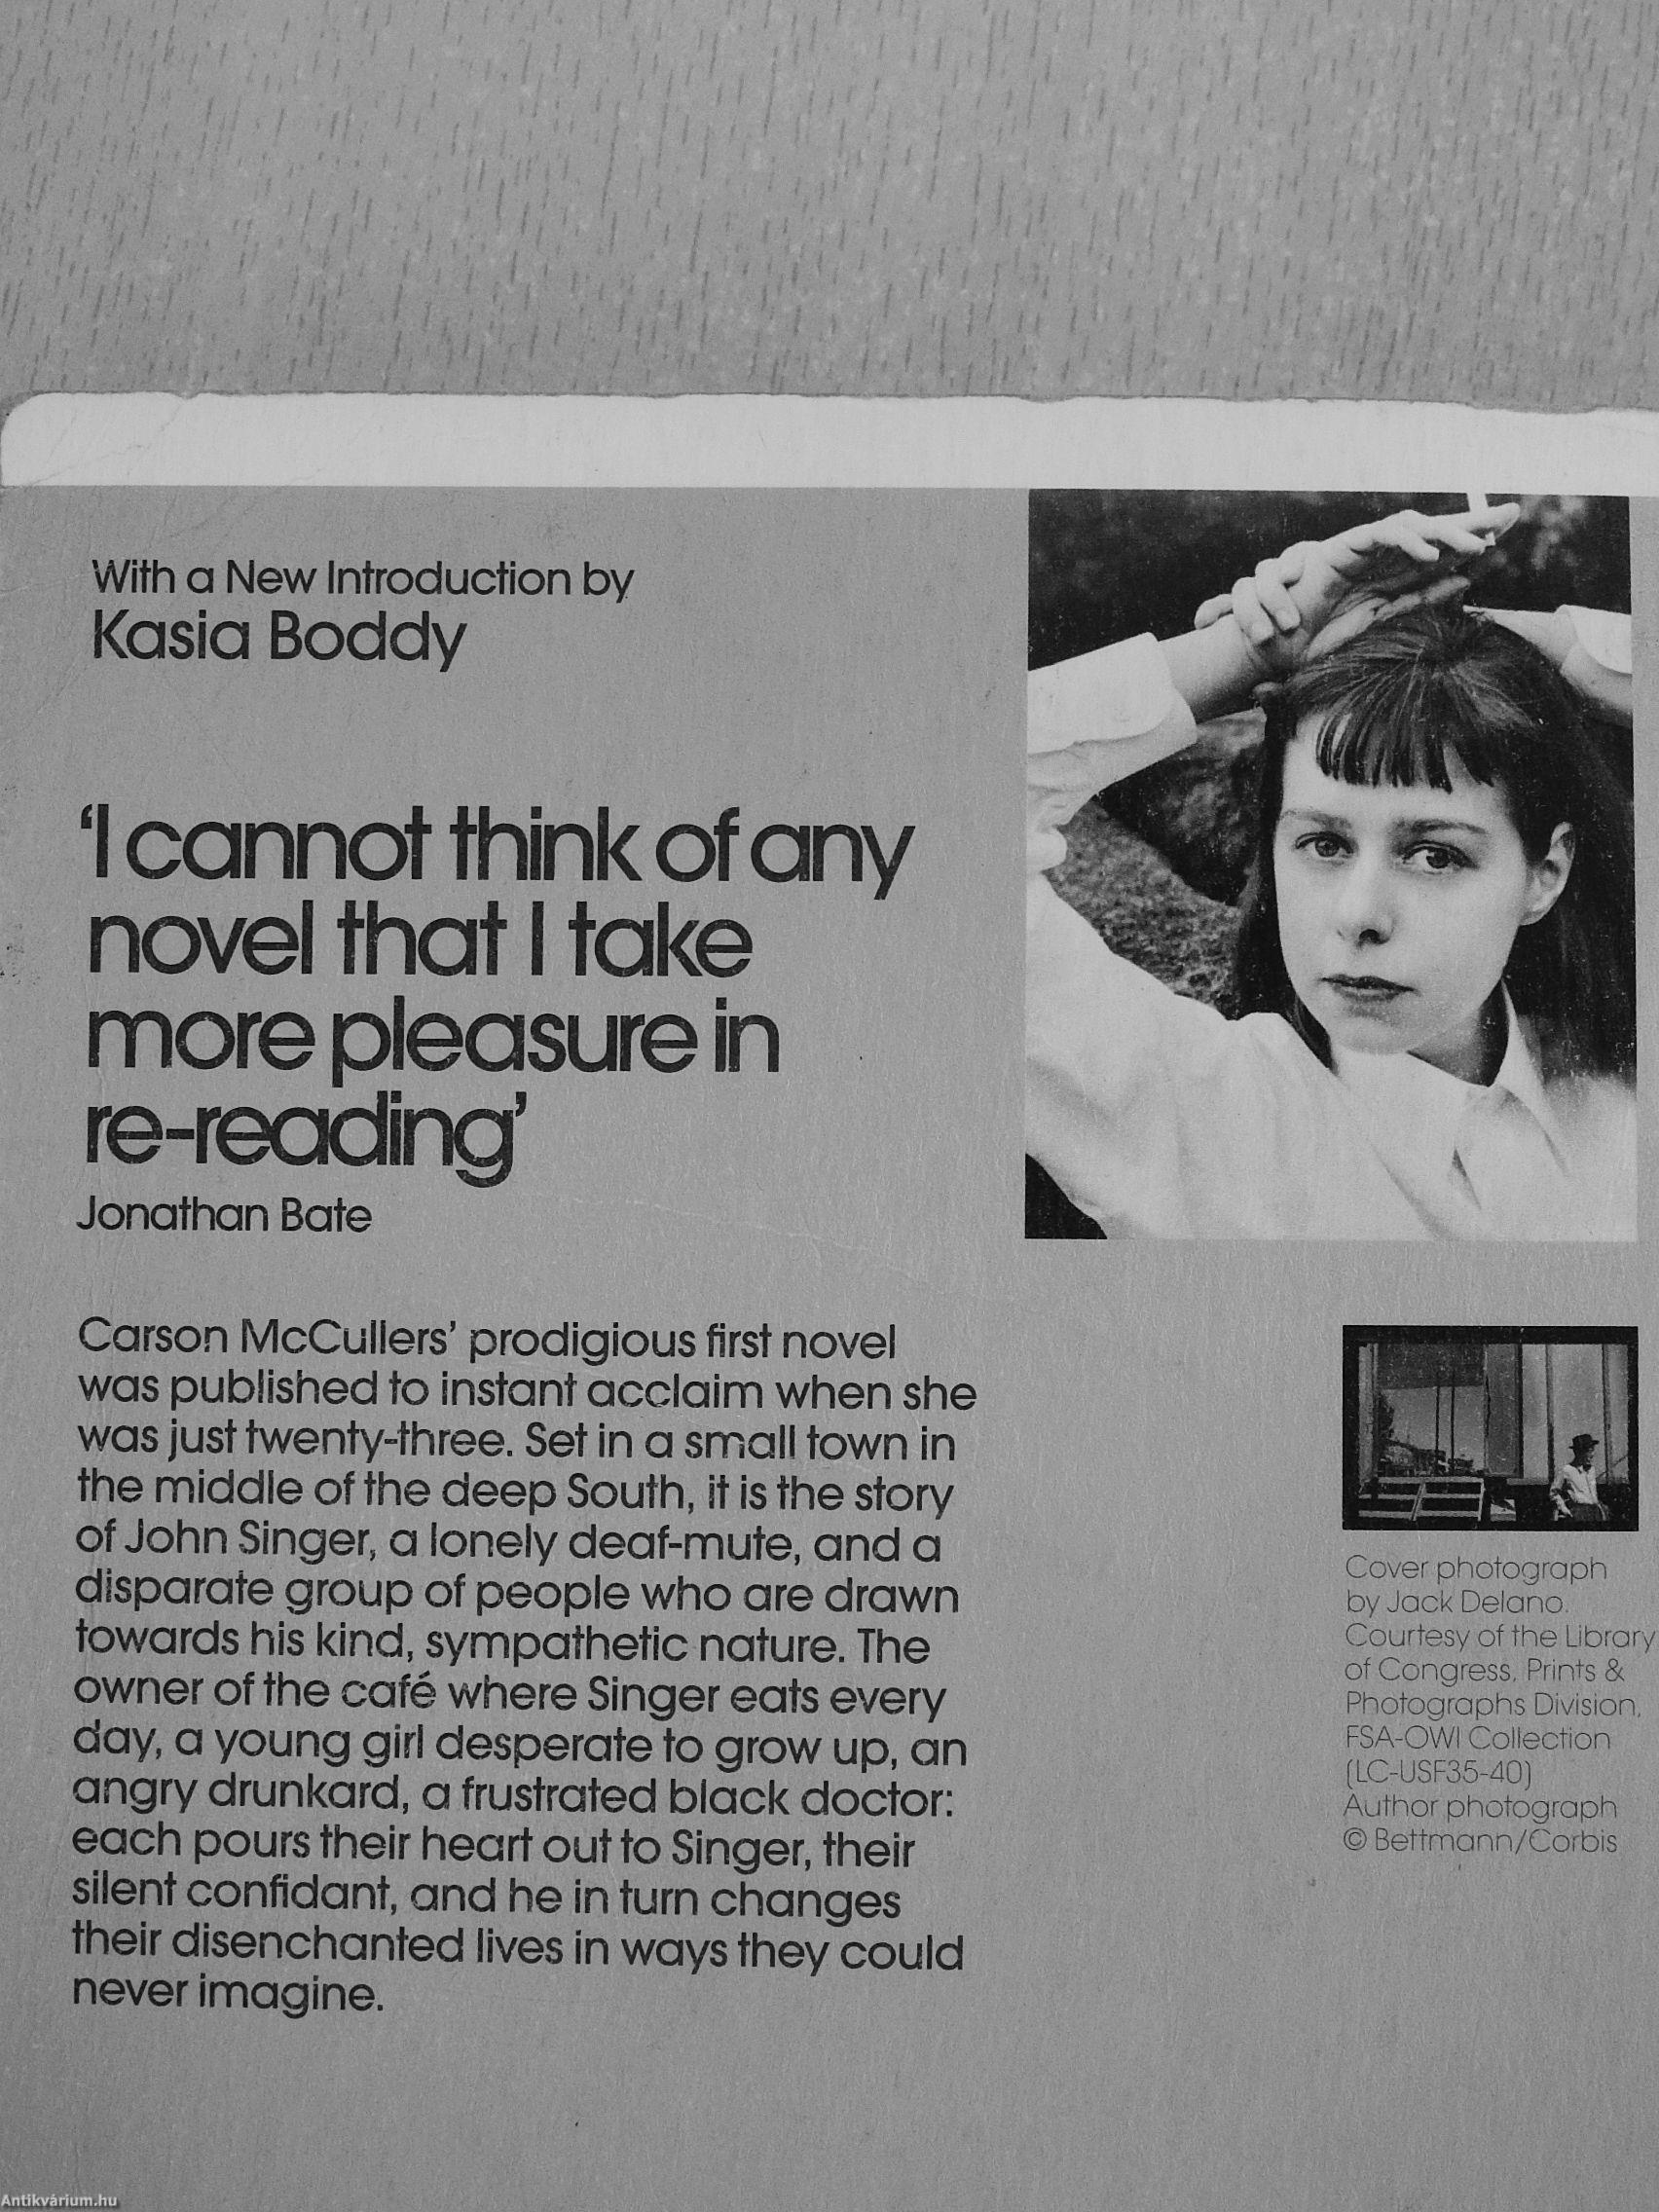 With a New Introduction by
Kasia Boddy
‘I cannot think of any
novel that I take
more pleasure in
re-reading’
Jonathan Bate
Carson McCullers’ prodigious first novel
was published to instant acclaim when she
was just twenty-three. Set in a small town in
the middle of the deep South, it is the story
of John Singer, a lonely deaf-mute, and a
disparate group of people who are drawn
towards his kind, sympathetic nature. The
owner of the café where Singer eats every
day, a young girl desperate to grow up, an
angry drunkard, a frustrated black doctor:
each pours their heart out to Singer, their
silent confidant, and he in turn changes
their disenchanted lives in ways they could
never imagine.
Cover photograph
by Jack Delano.
Courtesy of the Library
of Congress, Prints &
Photographs Division,
FSA-OWI Collection
(LC-USF35-40)
Author photograph
© Bettmann/Corbis
Antikvárium.hu